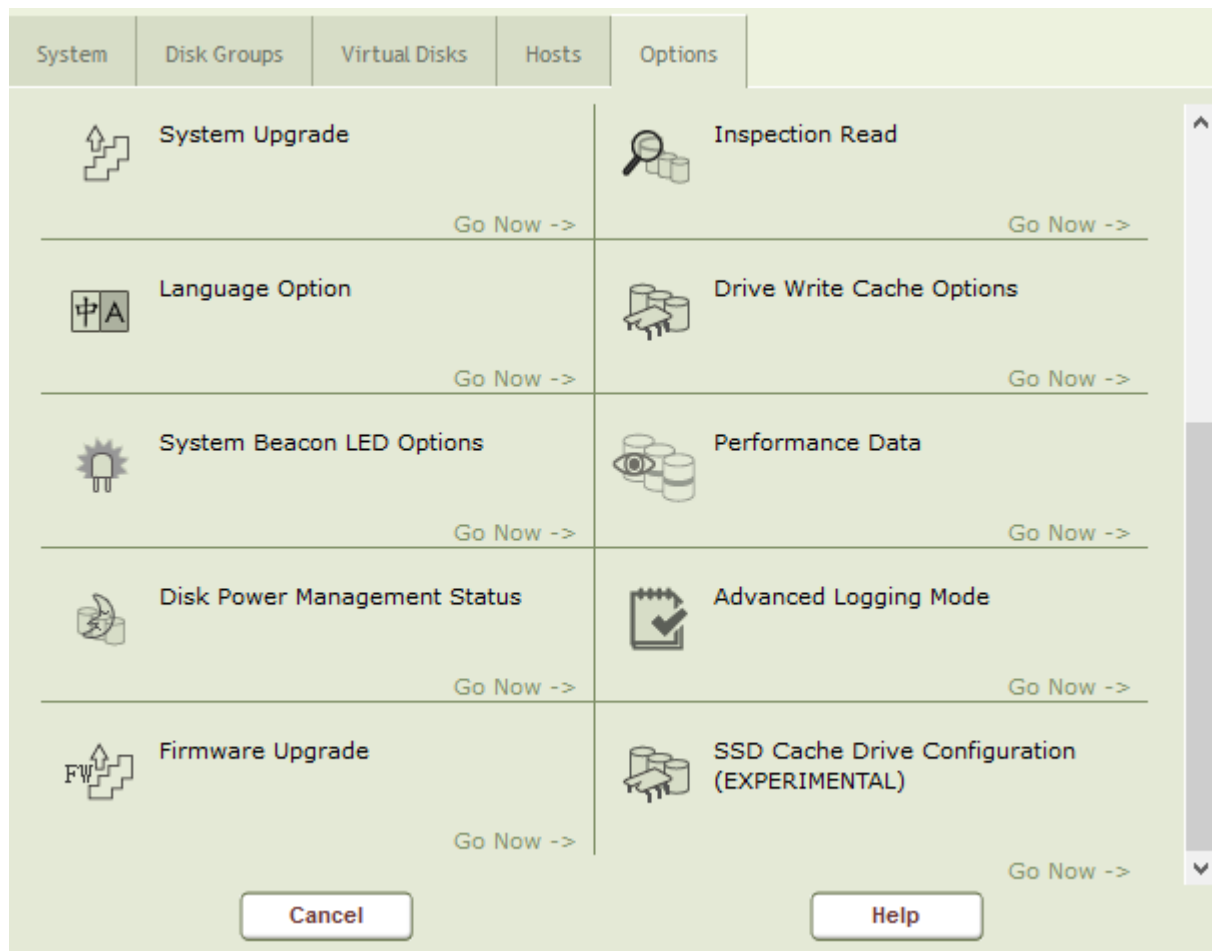 System
Disk Groups
Virtual Disks
Hosts
Options
System Upgrade
Go Now ->
Inspection Read
Go Now ->
中 A
Language Option
Go Now ->
Drive Write Cache Options
Go Now ->
System Beacon LED Options
Go Now ->
Performance Data
Go Now ->
Disk Power Management Status
Go Now ->
Advanced Logging Mode
Go Now ->
FW
Firmware Upgrade
Go Now ->
SSD Cache Drive Configuration
(EXPERIMENTAL)
Go Now ->
Cancel
Help